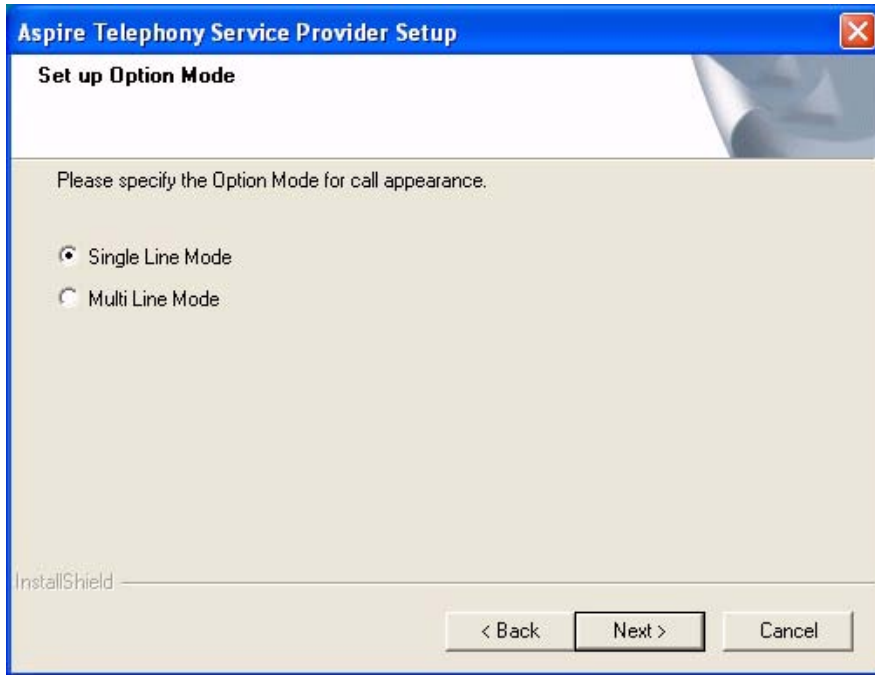 Aspire Telephony Service Provider Setup
Set up Option Mode
Please specify the Option Mode for call appearance.
Single Line Mode
Multi Line Mode
InstallShield
< Back
Next >
Cancel